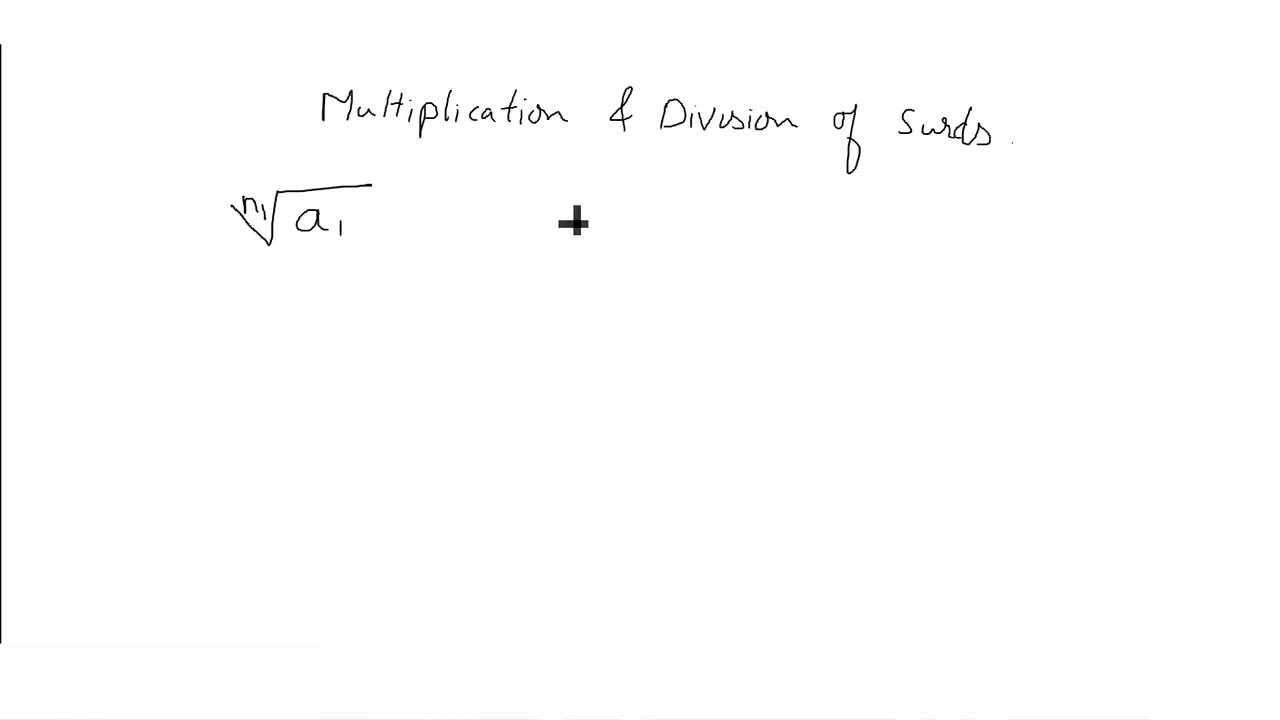 Multiplication & Division of Surds.
ⁿ¹√a₁